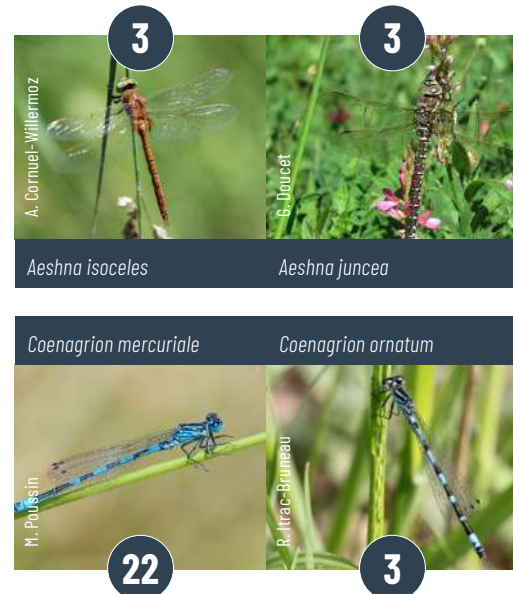 3
3
A. Cornuel-Willermoz
G. Doucet
Aeshna isoceles
Aeshna juncea
Coenagrion mercuriale
Coenagrion ornatum
M. Poussin
R. Itrac-Bruneau
22
3